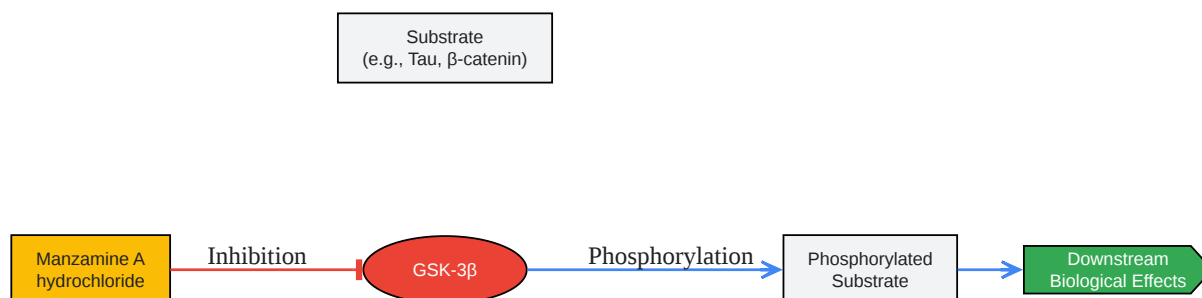 Substrate
(e.g., Tau, β-catenin)
Manzamine A
hydrochloride
Inhibition
GSK-3β
Phosphorylation
Phosphorylated
Substrate
Downstream
Biological Effects